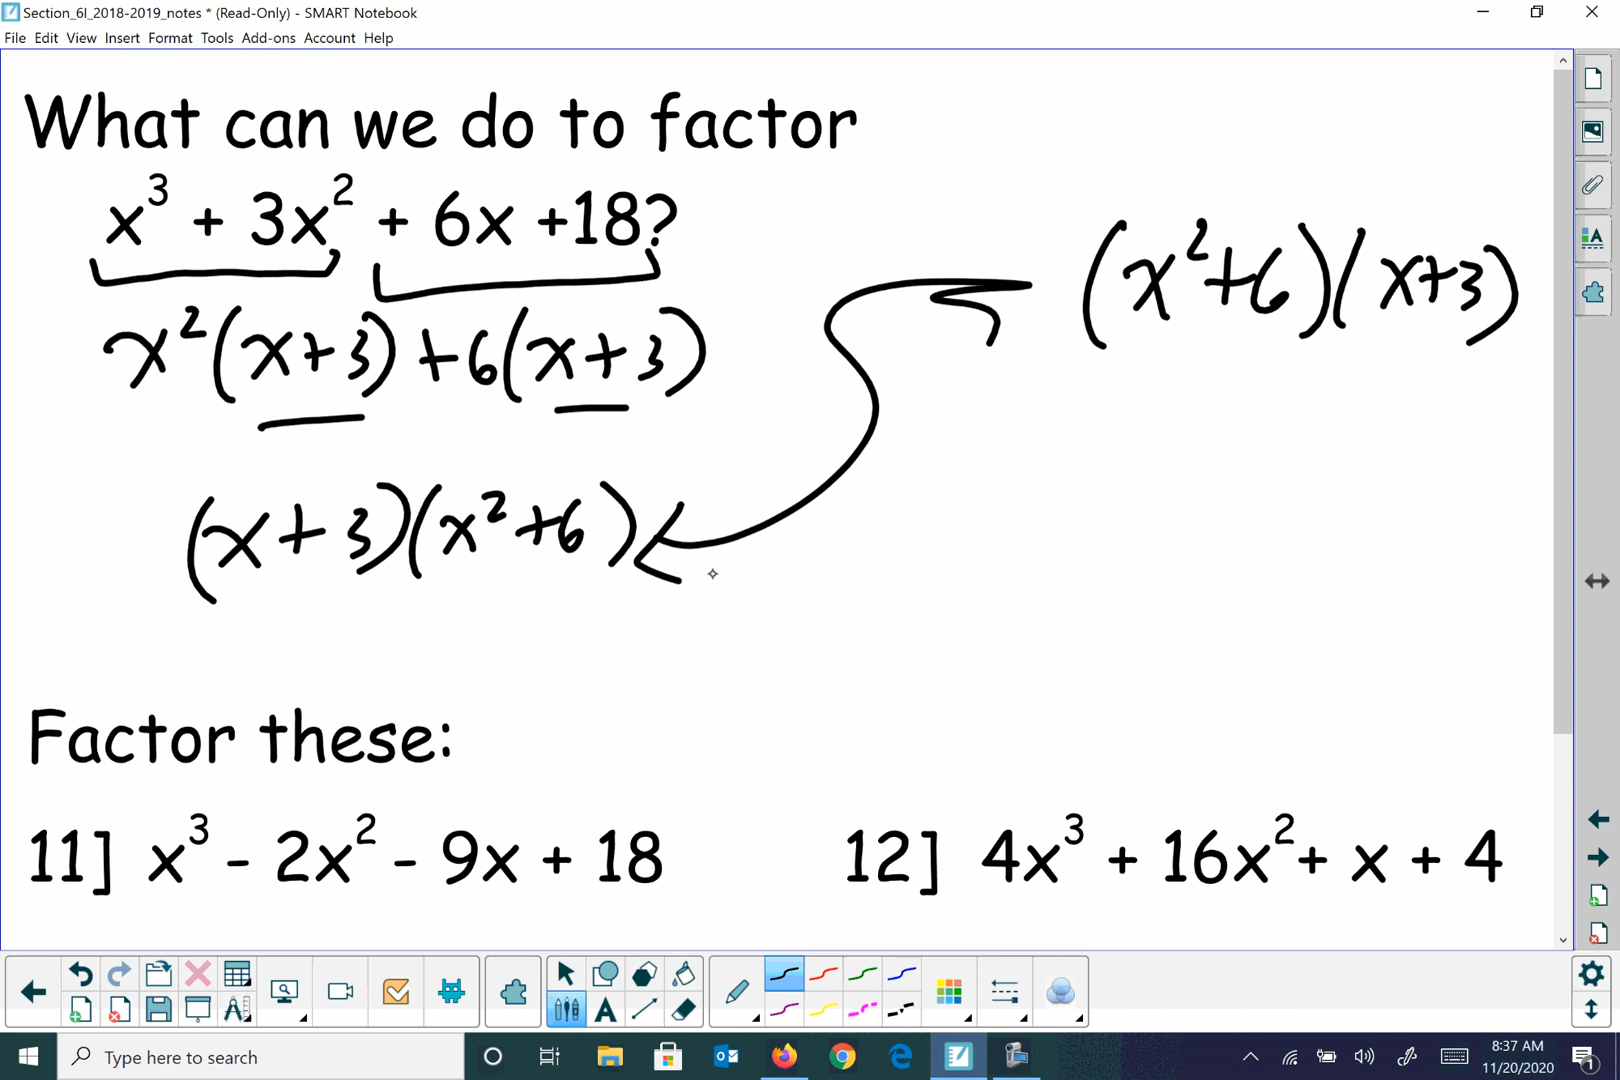 Section_6I_2018-2019_notes * (Read-Only) - SMART Notebook
File Edit View Insert Format Tools Add-ons Account Help
What can we do to factor
x³ + 3x² + 6x +18?
x²(x+3) +6(x+3)
(x²+6)(x+3)
(x+3)(x²+6)
Factor these:
11] x³ - 2x² - 9x + 18
12] 4x³ + 16x²+ x + 4
A
Type here to search
8:37 AM
11/20/2020
1